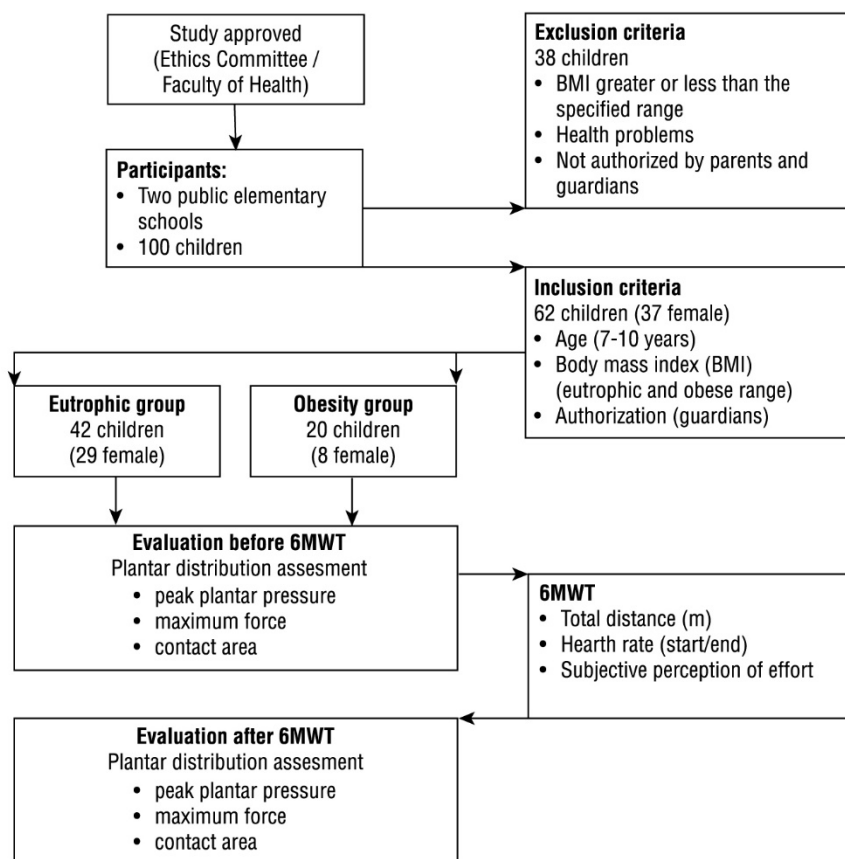 Study approved
(Ethics Committee /
Faculty of Health)
Exclusion criteria
38 children
• BMI greater or less than the
specified range
• Health problems
• Not authorized by parents and
guardians
Participants:
• Two public elementary
schools
• 100 children
Inclusion criteria
62 children (37 female)
• Age (7-10 years)
• Body mass index (BMI)
(eutrophic and obese range)
• Authorization (guardians)
Eutrophic group
42 children
(29 female)
Obesity group
20 children
(8 female)
Evaluation before 6MWT
Plantar distribution assesment
• peak plantar pressure
• maximum force
• contact area
6MWT
• Total distance (m)
• Hearth rate (start/end)
• Subjective perception of effort
Evaluation after 6MWT
Plantar distribution assesment
• peak plantar pressure
• maximum force
• contact area